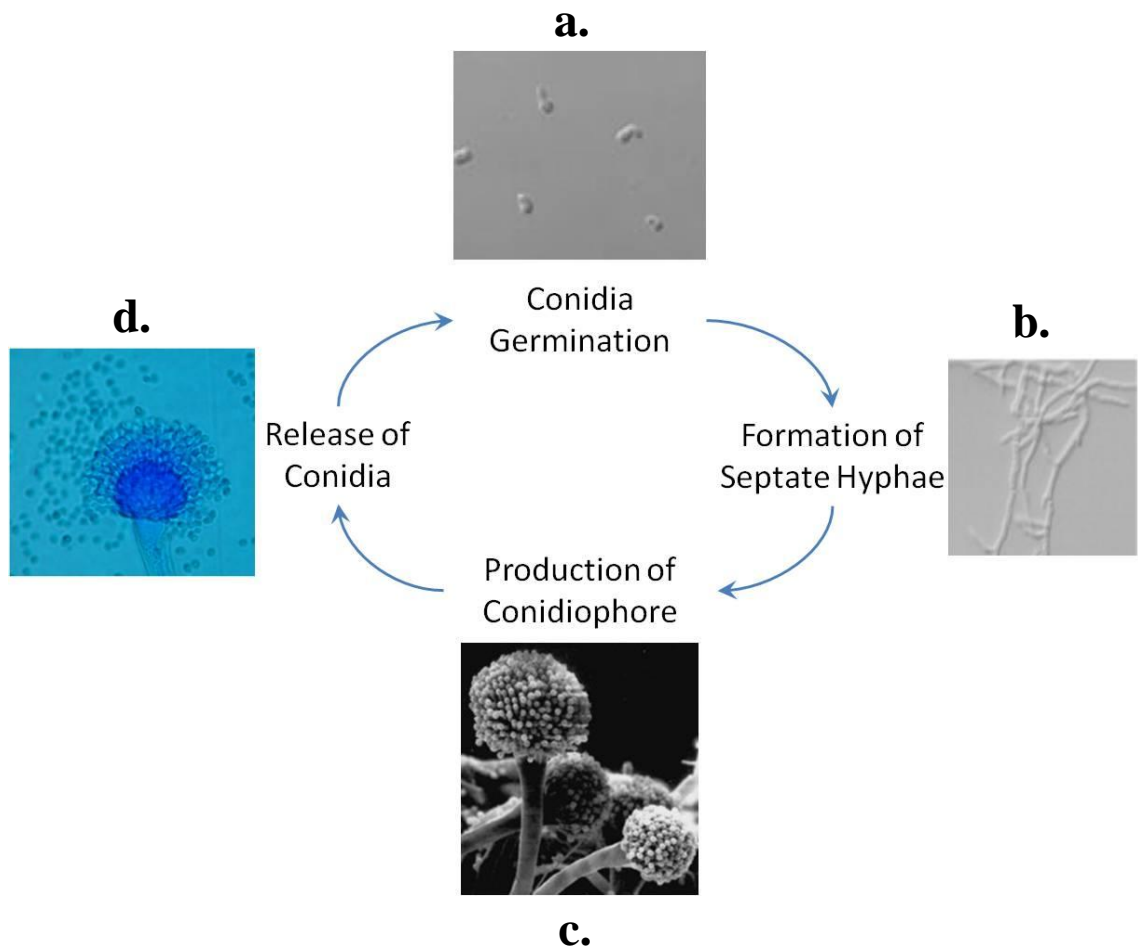 a.
Conidia
Germination
b.
Formation of
Septate Hyphae
Production of
Conidiophore
c.
d.
Release of
Conidia